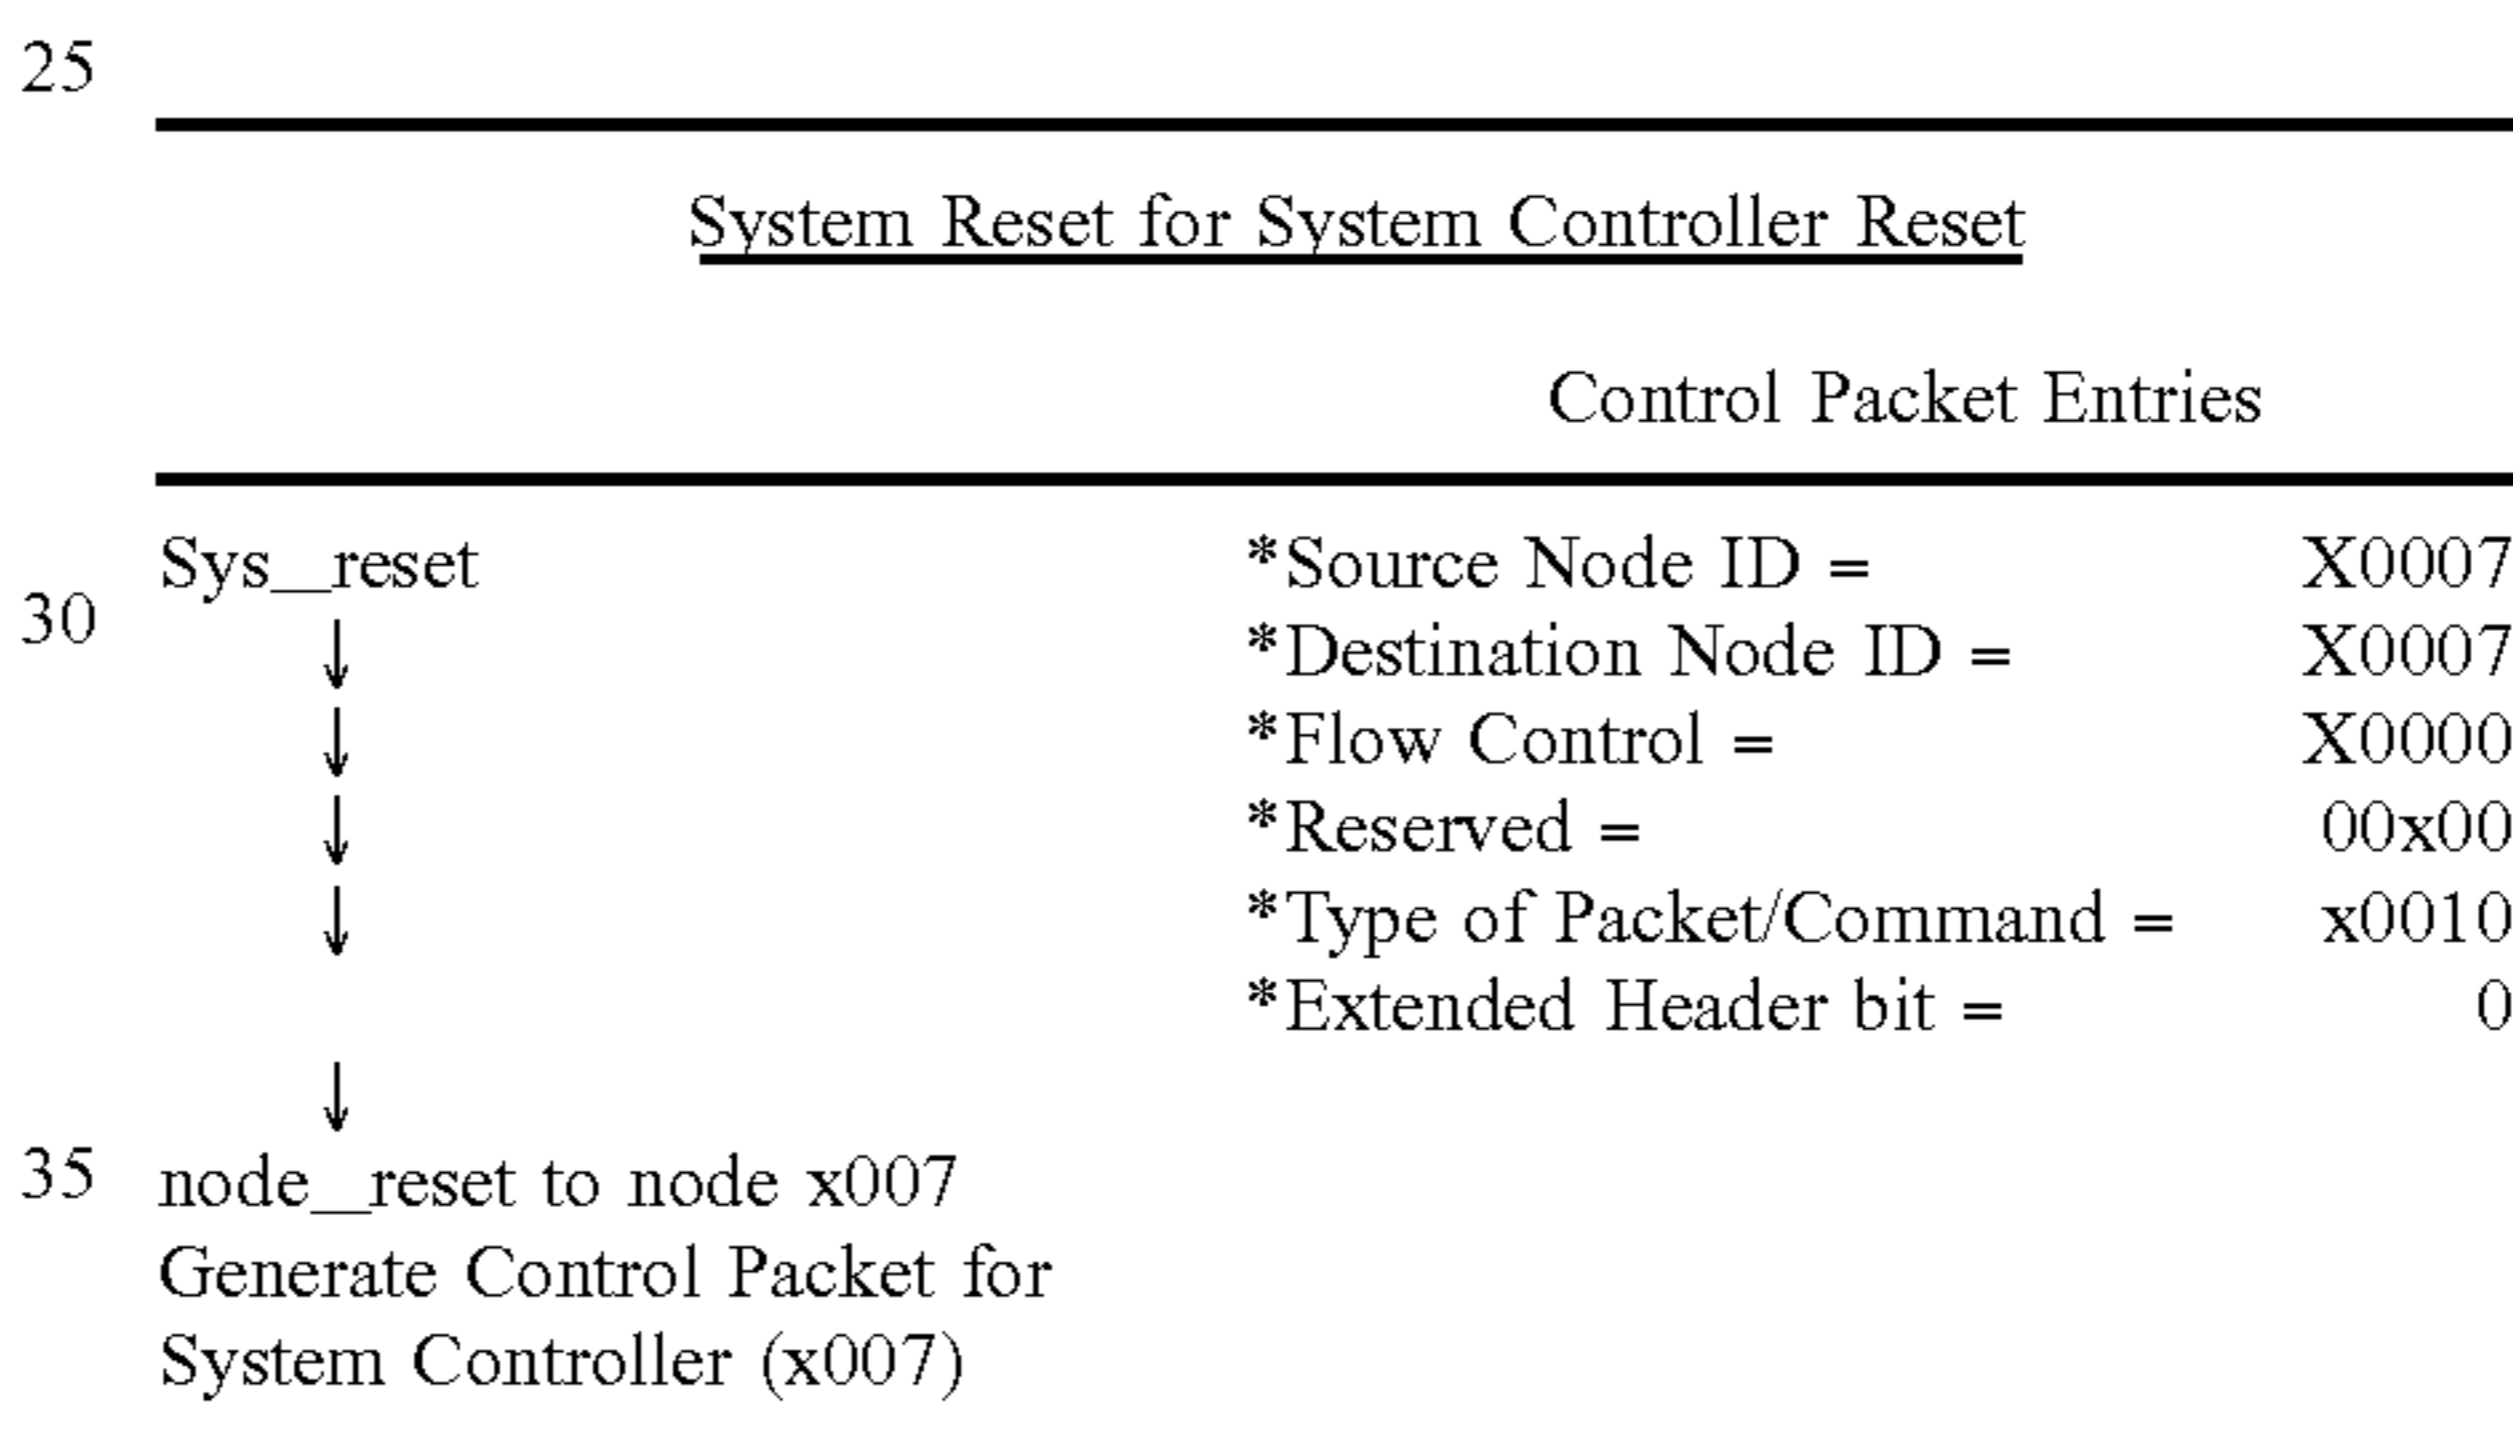 25
System Reset for System Controller Reset
Control Packet Entries
Sys__reset *Source Node ID = X0007
30
↓ *Destination Node ID = X0007
↓ *Flow Control = X0000
↓ *Reserved = 00x00
↓ *Type of Packet/Command = x0010
*Extended Header bit = 0
↓
35 node__reset to node x007
Generate Control Packet for
System Controller (x007)